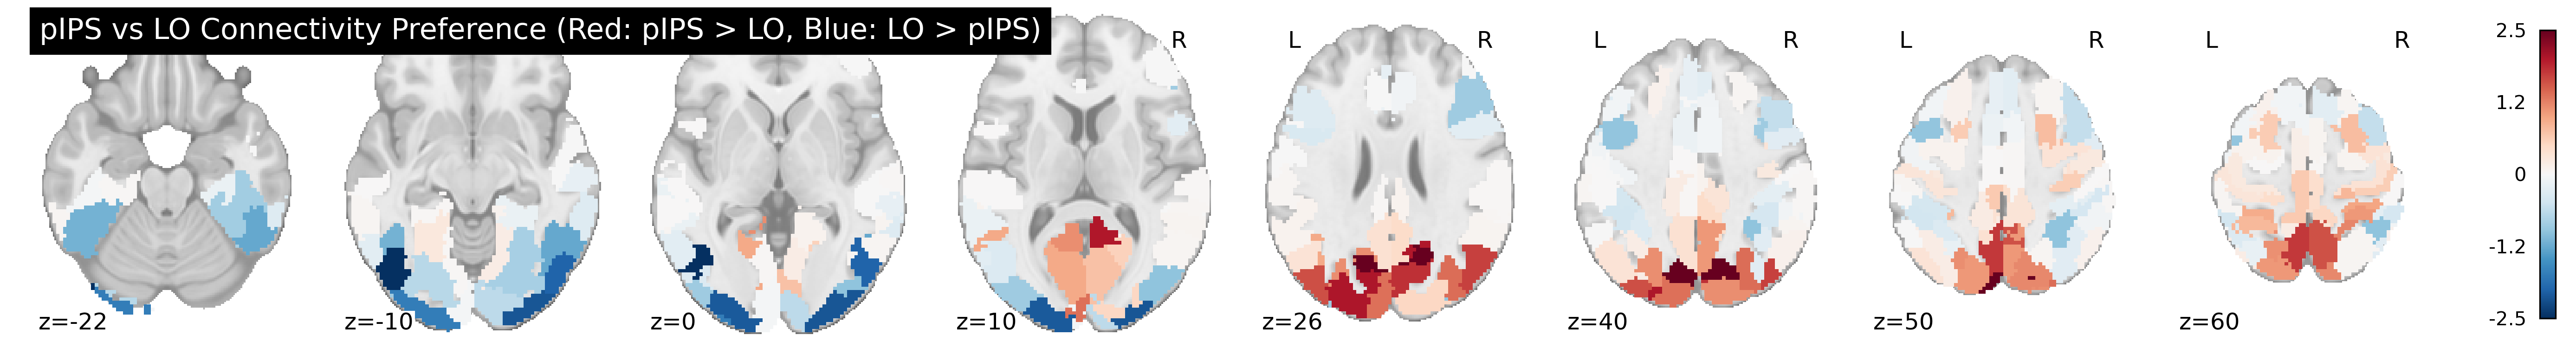 pIPS vs LO Connectivity Preference (Red: pIPS > LO, Blue: LO > pIPS)
R
L R
L R
L R
L R
z=-22
z=-10
z=0
z=10
z=26
z=40
z=50
z=60
2.5
1.2
0
-1.2
-2.5